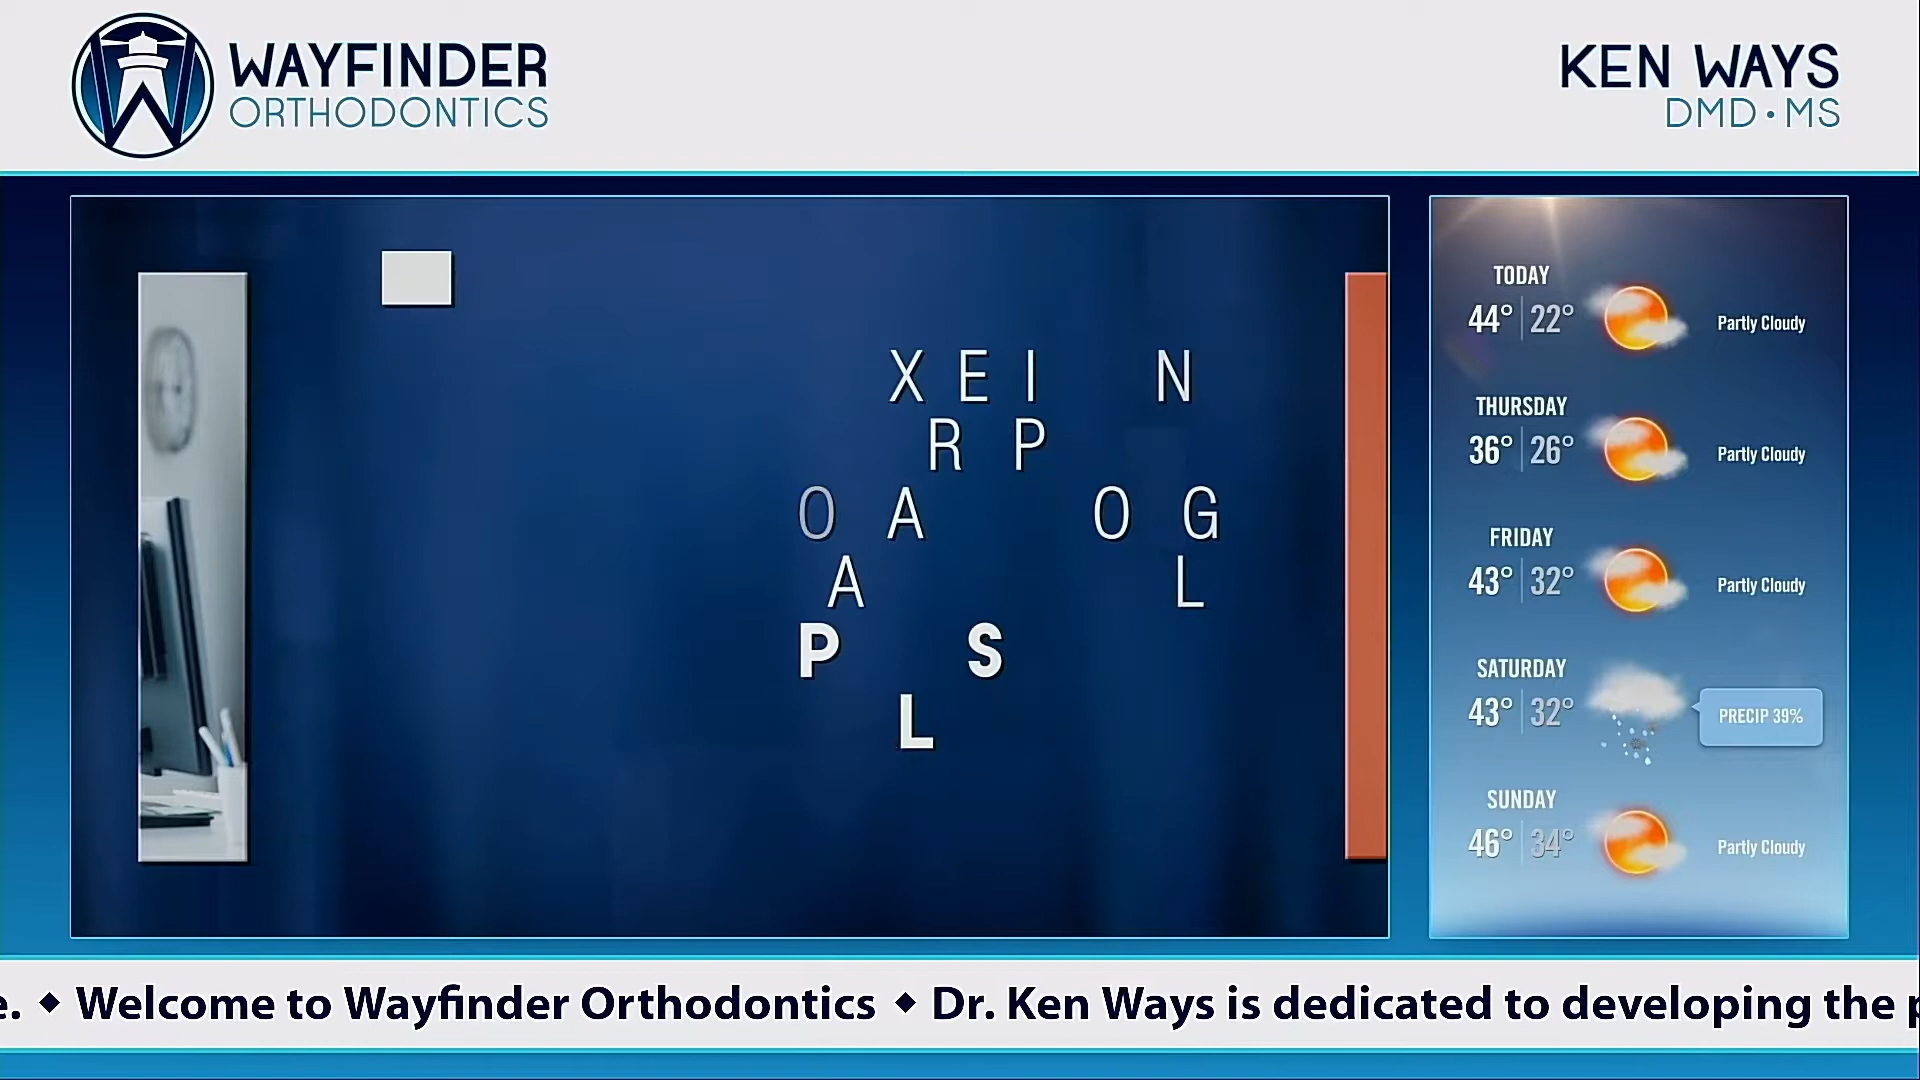 WAYFINDER
ORTHODONTICS
KEN WAYS
DMD • MS
X E I N
R P
O A O G
A L
P S
L
TODAY
44° 22° Partly Cloudy
THURSDAY
36° 26° Partly Cloudy
FRIDAY
43° 32° Partly Cloudy
SATURDAY
43° 32° PRECIP 39%
SUNDAY
46° 34° Partly Cloudy
e. ◆ Welcome to Wayfinder Orthodontics ◆ Dr. Ken Ways is dedicated to developing the